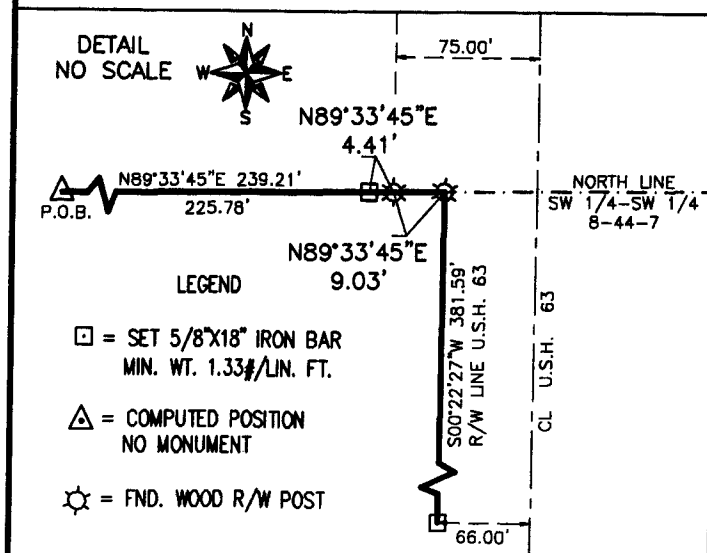 DETAIL
NO SCALE
N
W E
S
75.00'
N89°33'45"E
4.41'
N89°33'45"E 239.21'
225.78'
P.O.B.
NORTH LINE
SW 1/4-SW 1/4
8-44-7
N89°33'45"E
9.03'
S00°22'27"W 381.59'
R/W LINE U.S.H. 63
CL U.S.H. 63
LEGEND
= SET 5/8"X18" IRON BAR
MIN. WT. 1.33#/LIN. FT.
= COMPUTED POSITION
NO MONUMENT
= FND. WOOD R/W POST
66.00'